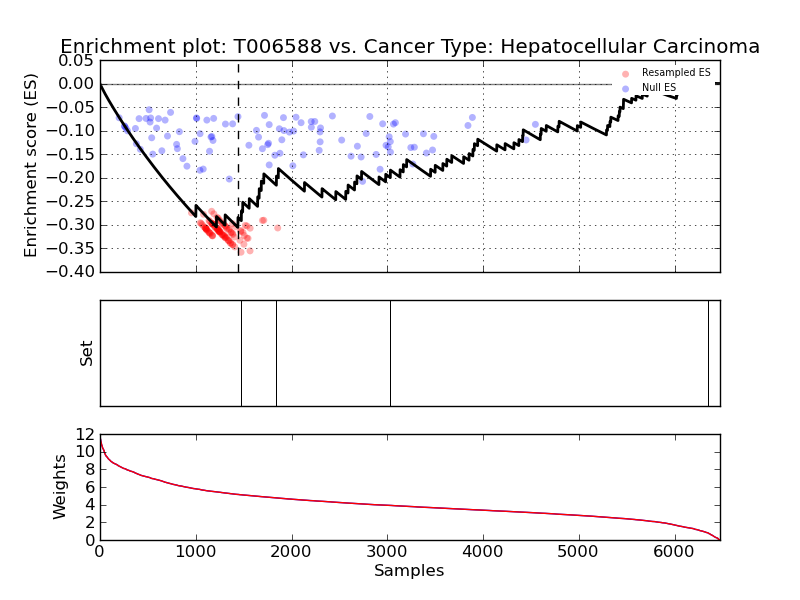 Enrichment plot: T006588 vs. Cancer Type: Hepatocellular Carcinoma
Enrichment score (ES)
0.05
0.00
−0.05
−0.10
−0.15
−0.20
−0.25
−0.30
−0.35
−0.40
Resampled ES
Null ES
Set
Weights
12
10
8
6
4
2
0
0 1000 2000 3000 4000 5000 6000
Samples